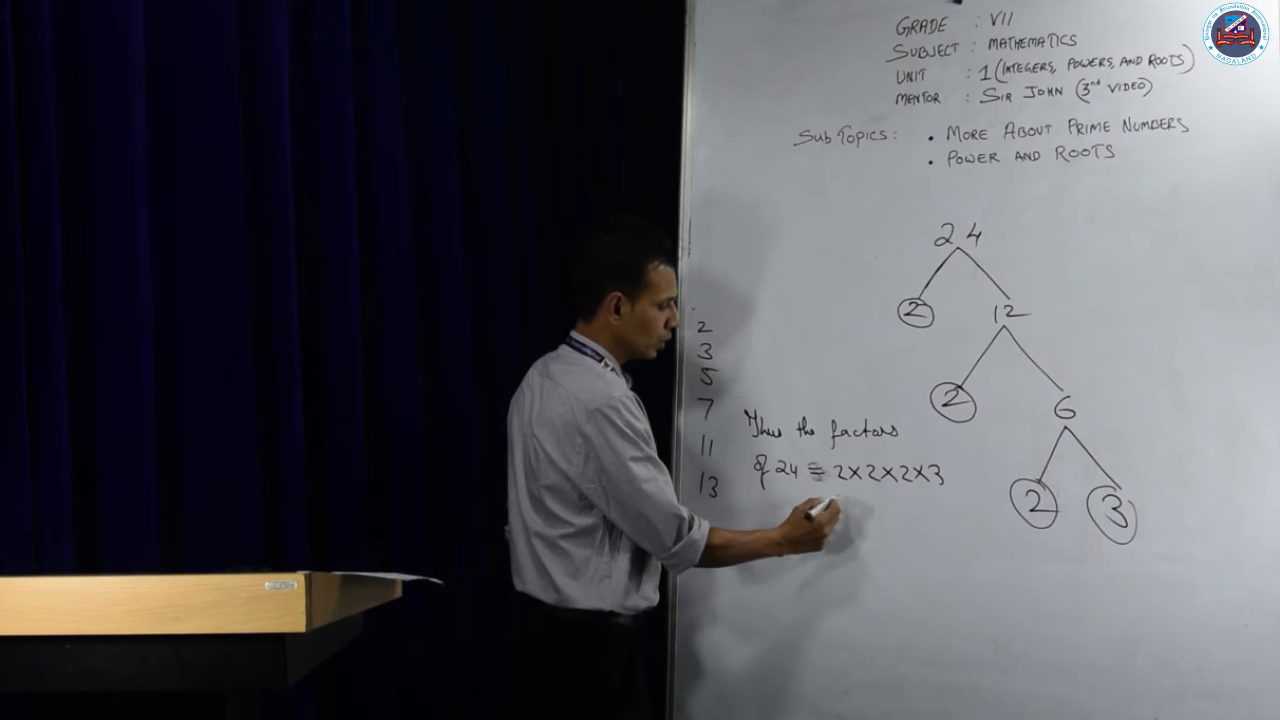 GRADE : VII
SUBJECT : MATHEMATICS
UNIT : 1 (INTEGERS, POWERS, AND ROOTS)
MENTOR : SIR JOHN (3rd VIDEO)
Sub Topics : • MORE ABOUT PRIME NUMBERS
• POWER AND ROOTS
24
2 12
2 6
2 3
2
3
5
7
11
13
Thus the factors
of 24 = 2×2×2×3
NAGALAND